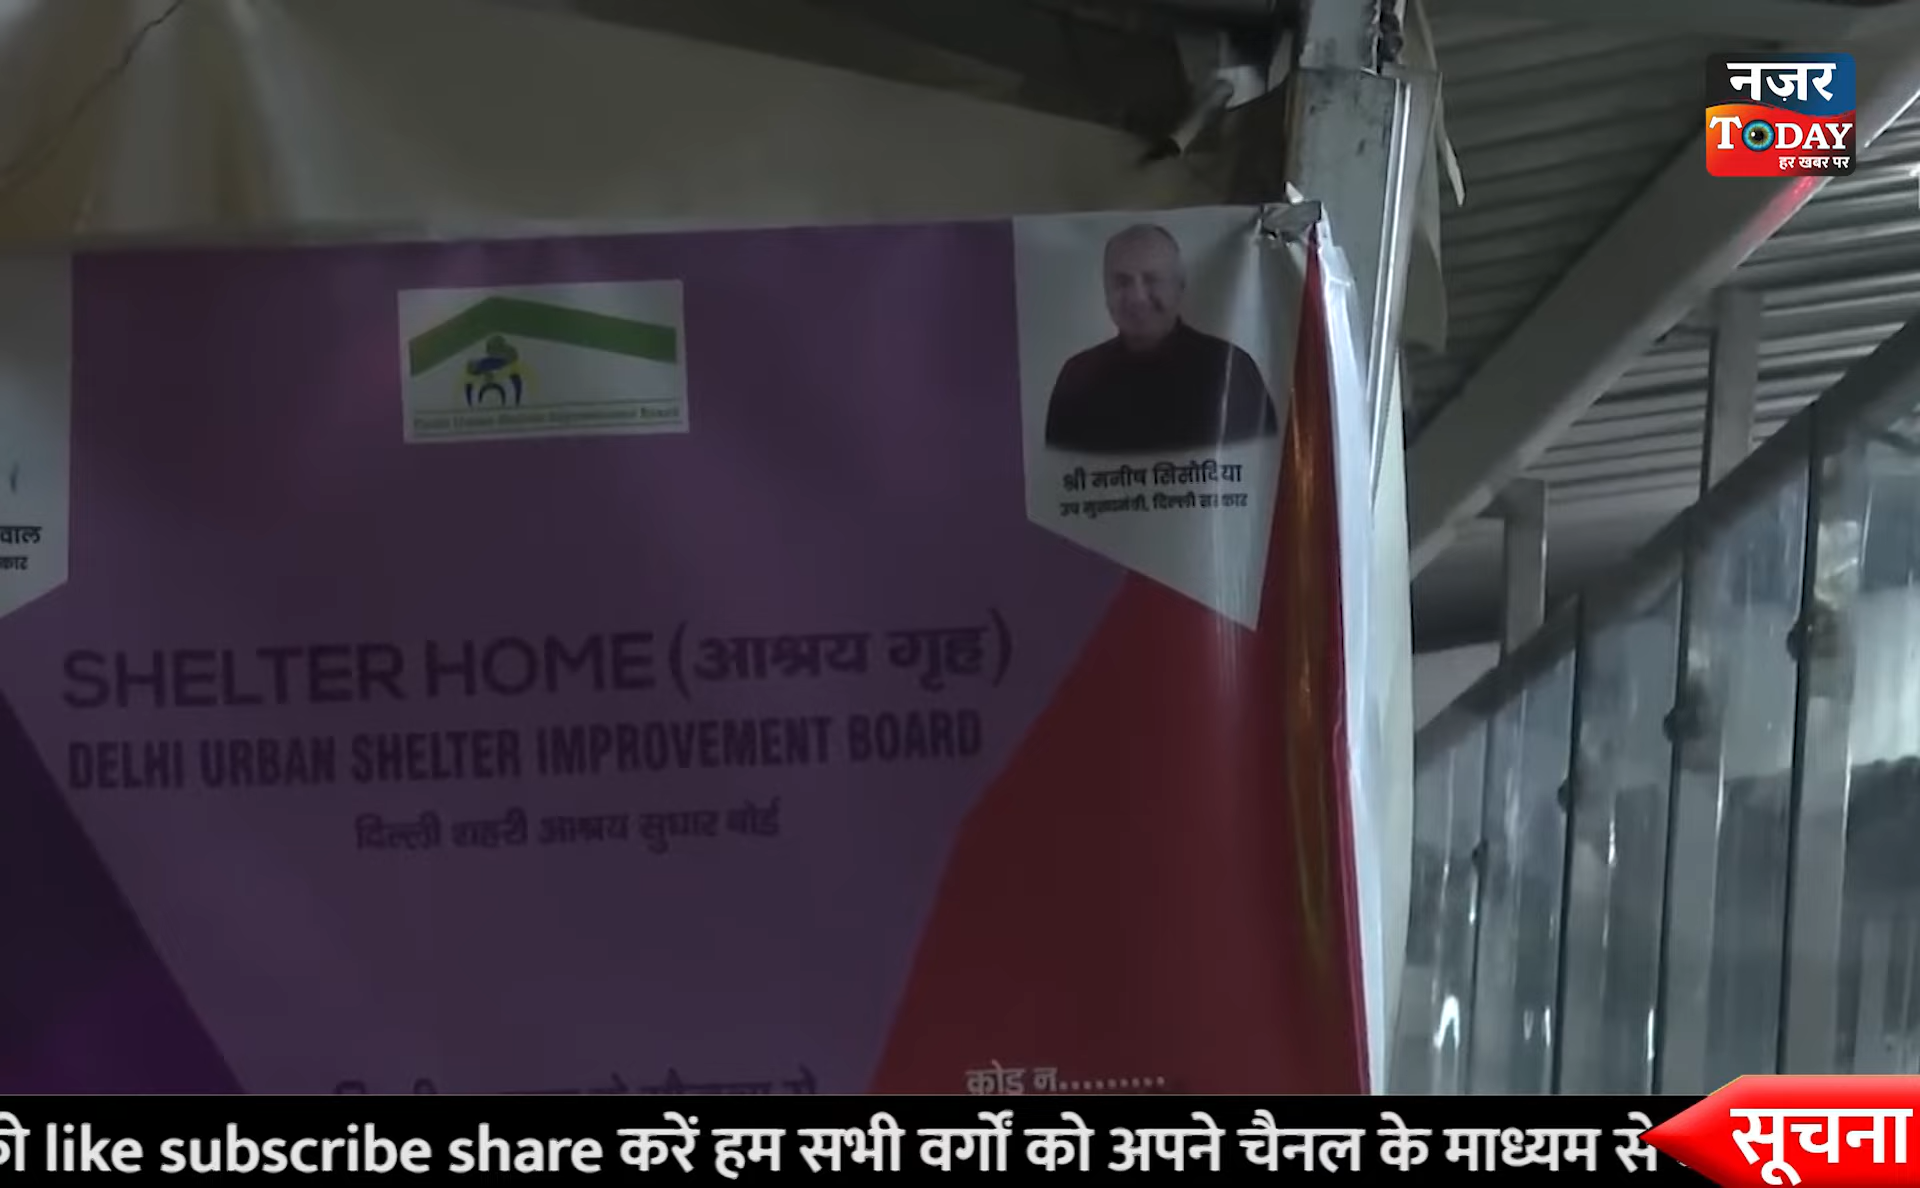 नज़र
TODAY
हर खबर पर
श्री मनीष सिसोदिया
उप मुख्यमंत्री, दिल्ली सरकार
वाल
कार
SHELTER HOME (आश्रय गृह)
DELHI URBAN SHELTER IMPROVEMENT BOARD
दिल्ली शहरी आश्रय सुधार बोर्ड
कोड न.........
like subscribe share करें हम सभी वर्गों को अपने चैनल के माध्यम से
सूचना